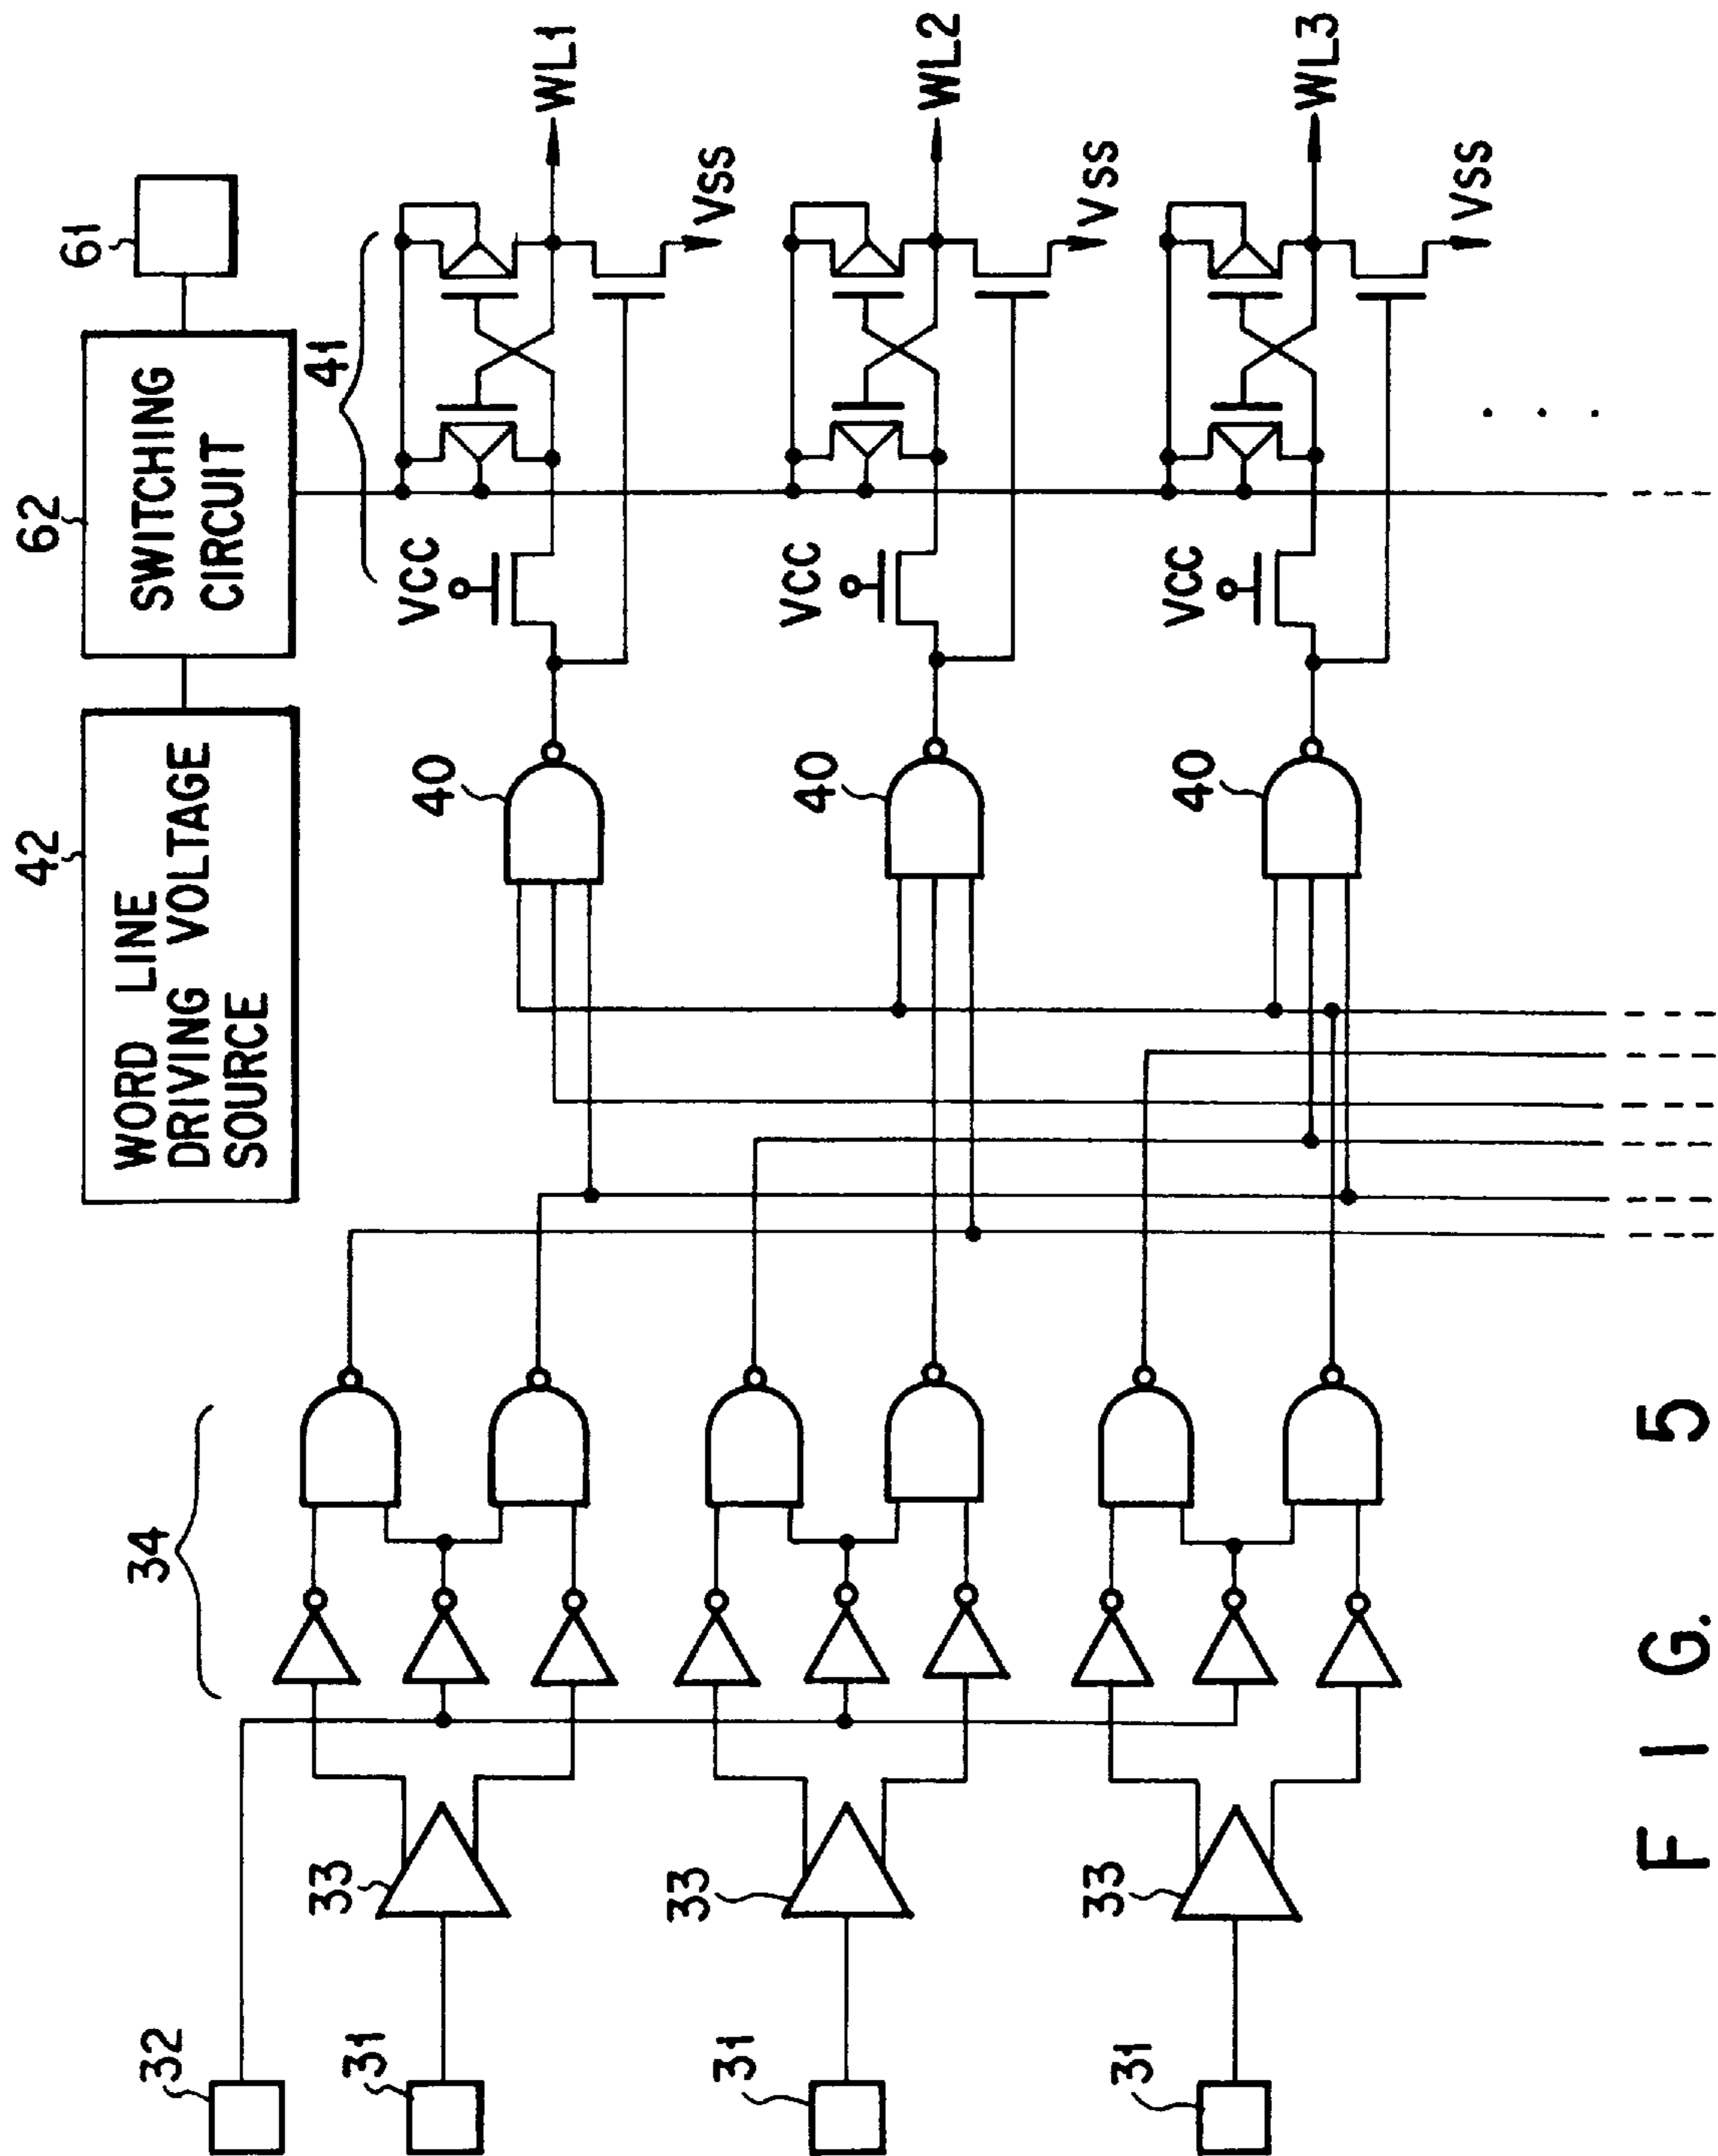 42
WORD LINE
DRIVING VOLTAGE
SOURCE
62
SWITCHING
CIRCUIT
61
34
41
32
31
33
40
VCC
WL1
VSS
31
33
40
VCC
WL2
VSS
31
33
40
VCC
WL3
VSS
. . .
FIG. 5